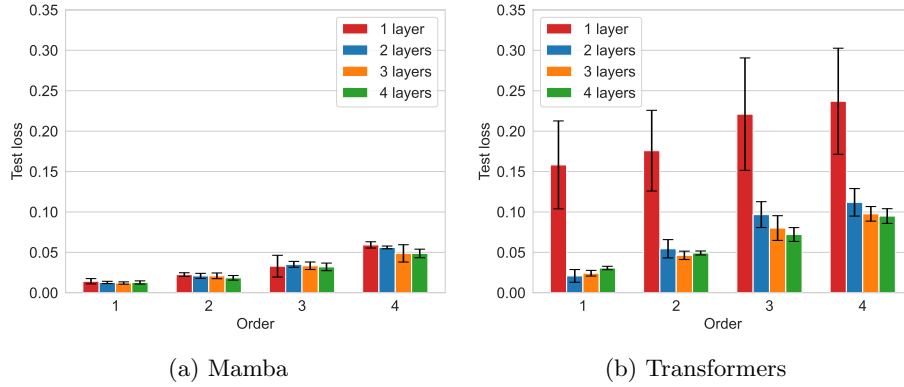 0.35
0.30
0.25
0.20
0.15
0.10
0.05
0.00
Test loss
1 layer
2 layers
3 layers
4 layers
1 2 3 4
Order
(a) Mamba
0.35
0.30
0.25
0.20
0.15
0.10
0.05
0.00
Test loss
1 layer
2 layers
3 layers
4 layers
1 2 3 4
Order
(b) Transformers